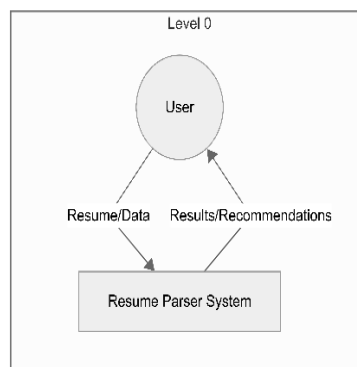 Level 0
User
Resume/Data
Results/Recommendations
Resume Parser System